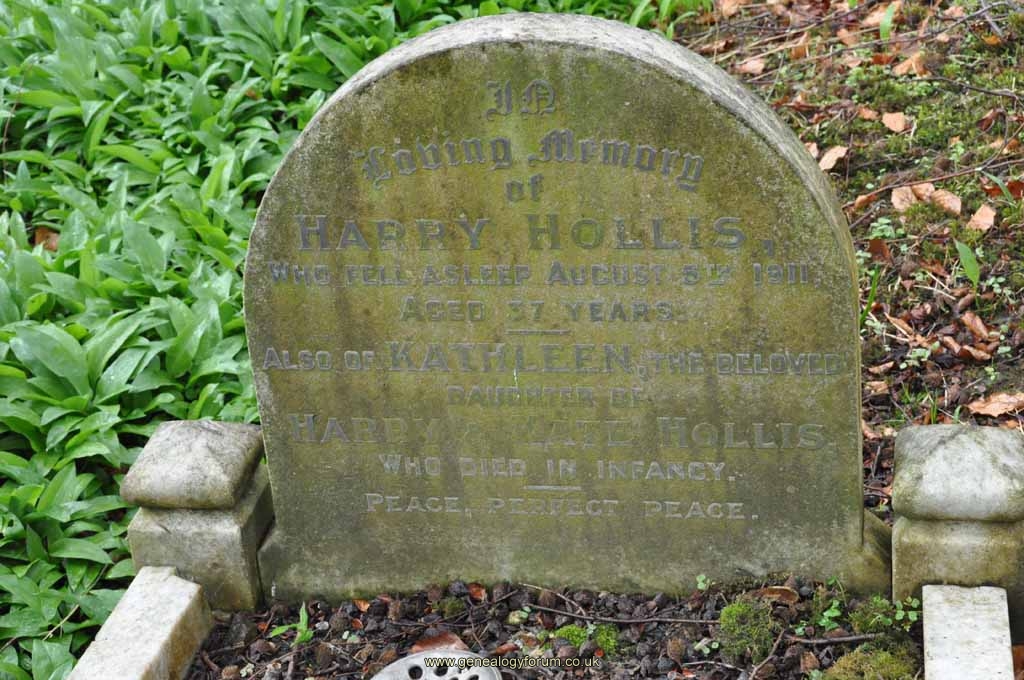 In
Loving Memory
of
Harry Hollis,
Who fell asleep August 5th 1911,
Aged 37 years.
Also of Kathleen, the beloved
daughter of
Harry & Kate Hollis
Who died in infancy.
Peace, perfect peace.
www.genealogyforum.co.uk